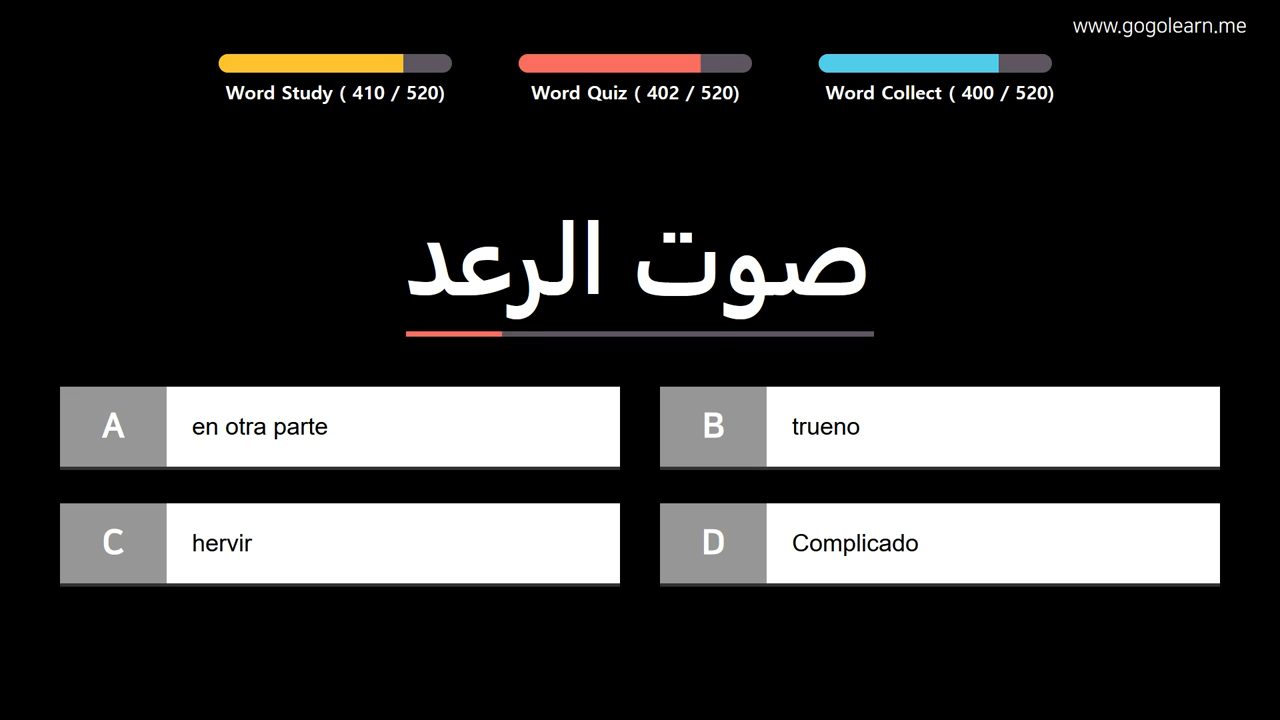 www.gogolearn.me
Word Study ( 410 / 520)
Word Quiz ( 402 / 520)
Word Collect ( 400 / 520)
صوت الرعد
A en otra parte
B trueno
C hervir
D Complicado